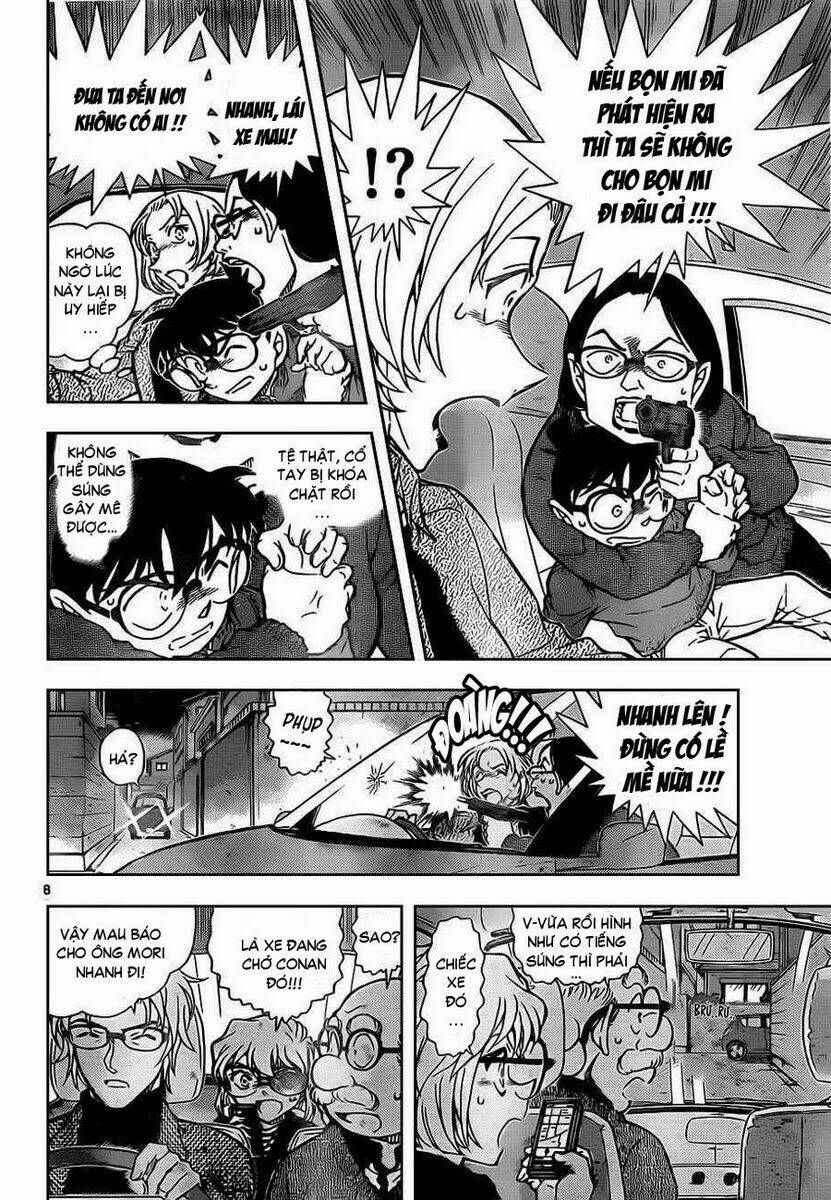 NẾU BỌN MI ĐÃ
PHÁT HIỆN RA
THÌ TA SẼ KHÔNG
CHO BỌN MI
ĐI ĐÂU CẢ !!!
!?
NHANH, LÁI
XE MAU!
ĐƯA TA ĐẾN NƠI
KHÔNG CÓ AI !!
KHÔNG
NGỜ LÚC
NÀY LẠI BỊ
UY HIẾP
...
TỆ THẬT, CỔ
TAY BỊ KHÓA
CHẶT RỒI
...
KHÔNG
THỂ DÙNG
SÚNG
GÂY MÊ
ĐƯỢC...
NHANH LÊN !
ĐỪNG CÓ LỀ
MỀ NỮA !!!
ĐOÀNG!!!
PHỤP
~~~
HẢ?
8
V-VỪA RỒI HÌNH
NHƯ CÓ TIẾNG
SÚNG THÌ PHẢI
...
CHIẾC
XE
ĐÓ
...
BRỪ..RỪ..
SAO?
LÀ XE ĐANG
CHỞ CONAN
ĐÓ!!!
VẬY MAU BÁO
CHO ÔNG MORI
NHANH ĐI!